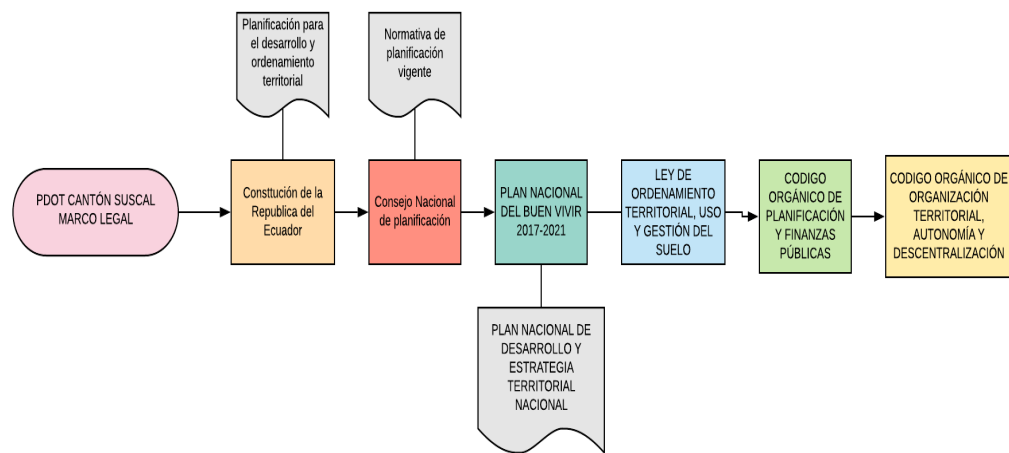 Planificación para
el desarrollo y
ordenamiento
territorial
Normativa de
planificación
vigente
PDOT CANTÓN SUSCAL
MARCO LEGAL
Consttución de la
Republica del
Ecuador
Consejo Nacional
de planificación
PLAN NACIONAL
DEL BUEN VIVIR
2017-2021
LEY DE
ORDENAMIENTO
TERRITORIAL, USO
Y GESTIÓN DEL
SUELO
CODIGO
ORGÁNICO DE
PLANIFICACIÓN
Y FINANZAS
PÚBLICAS
CODIGO ORGÁNICO DE
ORGANIZACIÓN
TERRITORIAL,
AUTONOMÍA Y
DESCENTRALIZACIÓN
PLAN NACIONAL DE
DESARROLLO Y
ESTRATEGIA
TERRITORIAL
NACIONAL